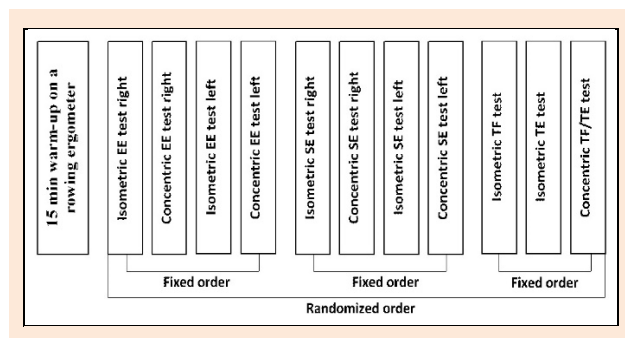 15 min warm-up on a
rowing ergometer
Isometric EE test right
Concentric EE test right
Isometric EE test left
Concentric EE test left
Isometric SE test right
Concentric SE test right
Isometric SE test left
Concentric SE test left
Isometric TF test
Isometric TE test
Concentric TF/TE test
Fixed order
Fixed order
Fixed order
Randomized order